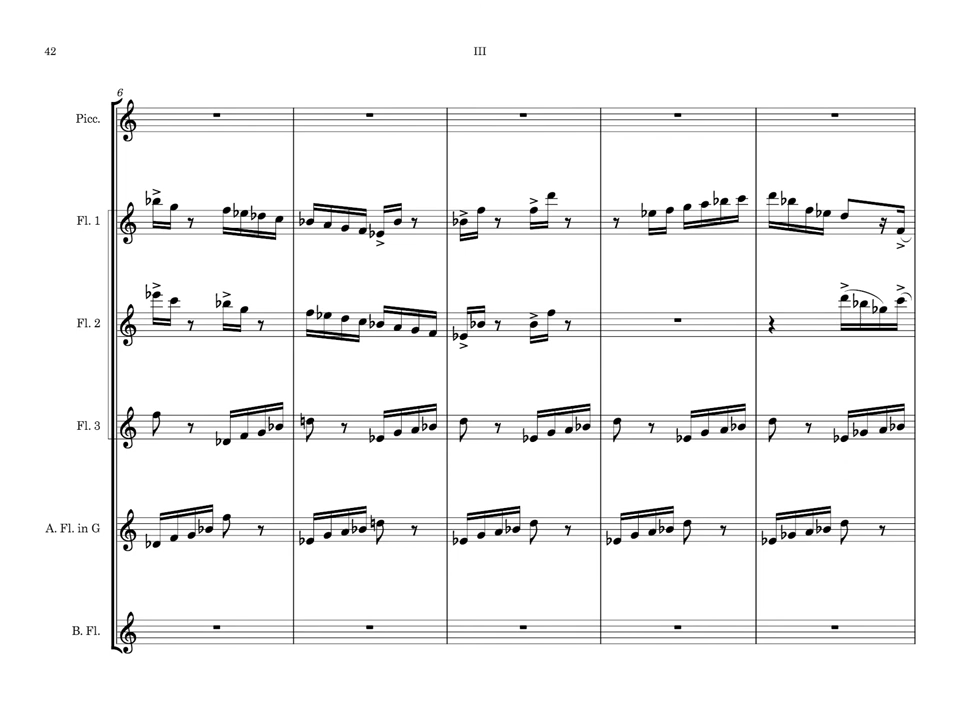 42
III
6
Picc.
Fl. 1
Fl. 2
Fl. 3
A. Fl. in G
B. Fl.